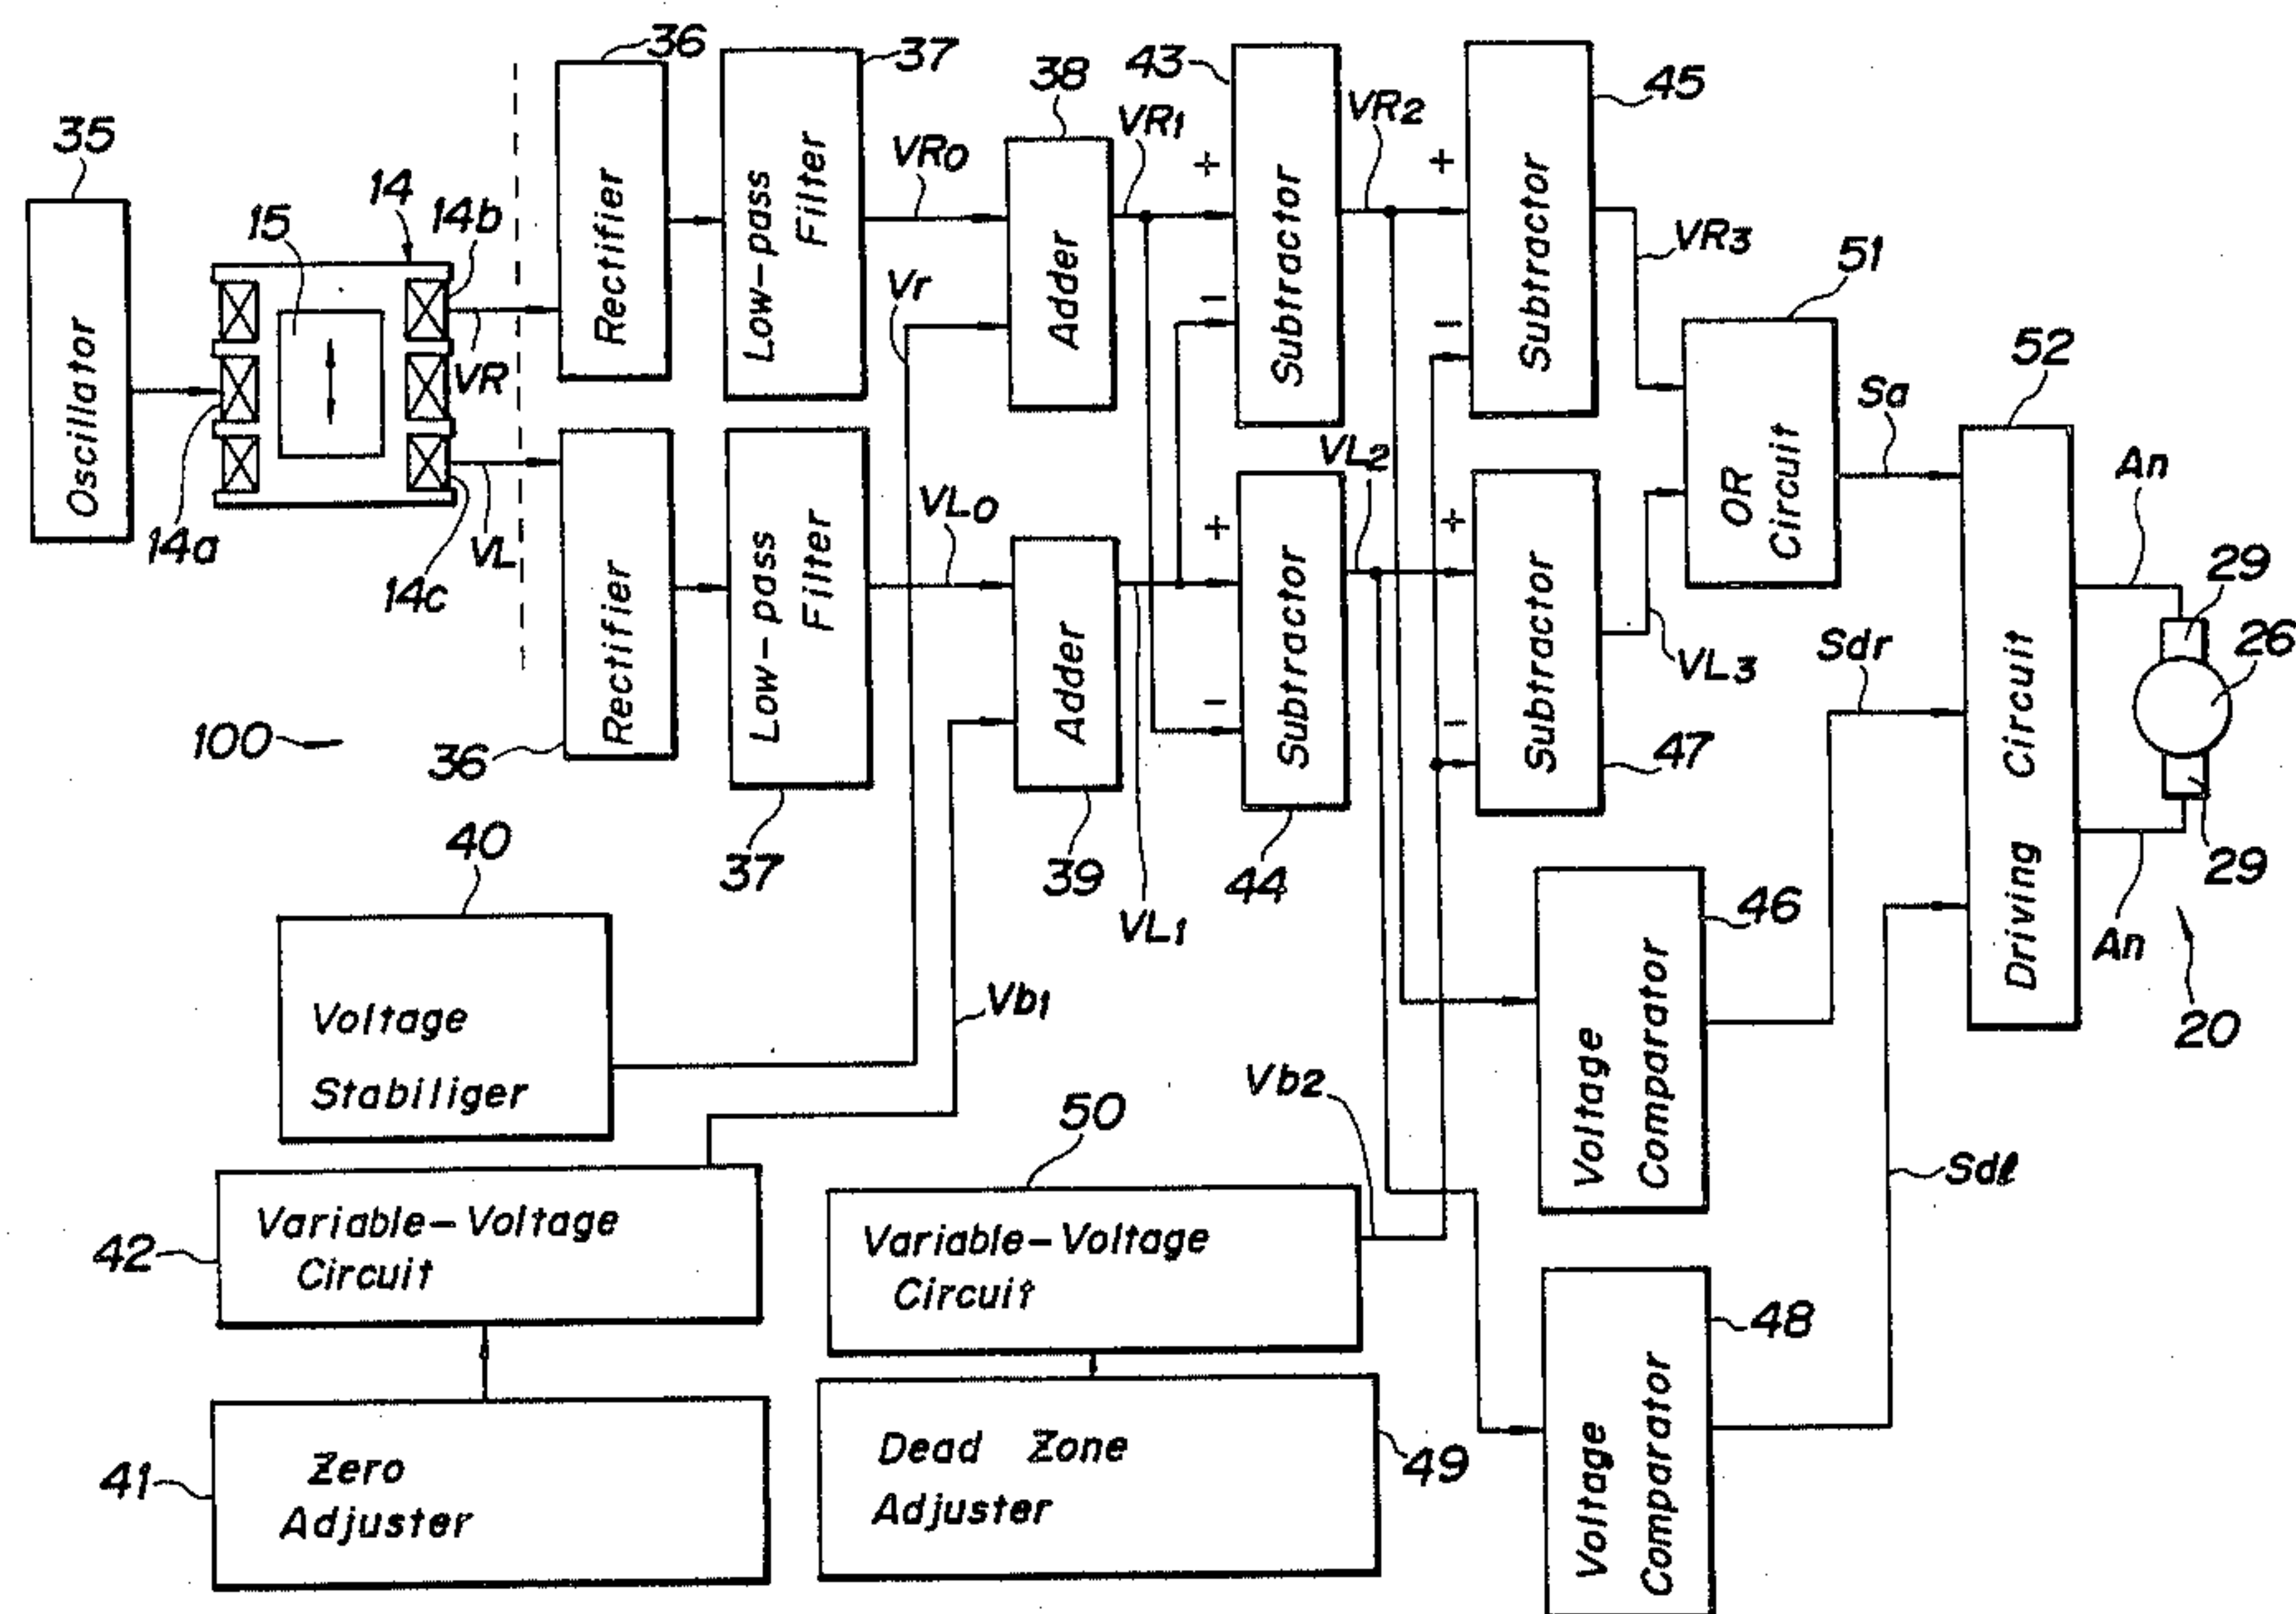 36
37
43
45
38
35
VR1
VR2
VR0
14
14b
15
Vr
VR3
51
Oscillator
Rectifier
Low-pass
Filter
Adder
+
-
Subtractor
+
-
Subtractor
OR
Circuit
52
VR
Sa
An
14a
VL
14c
VL0
VL2
Rectifier
Low-pass
Filter
Adder
+
-
Subtractor
+
-
Subtractor
VL3
Sdr
29
26
Driving Circuit
100
36
37
39
44
47
VL1
29
An
20
40
Voltage
Stabiliger
Vb1
46
Voltage
Comparator
Vb2
50
42
Variable-Voltage
Circuit
Variable-Voltage
Circuit
Sdl
48
Voltage
Comparator
41
Zero
Adjuster
Dead Zone
Adjuster
49